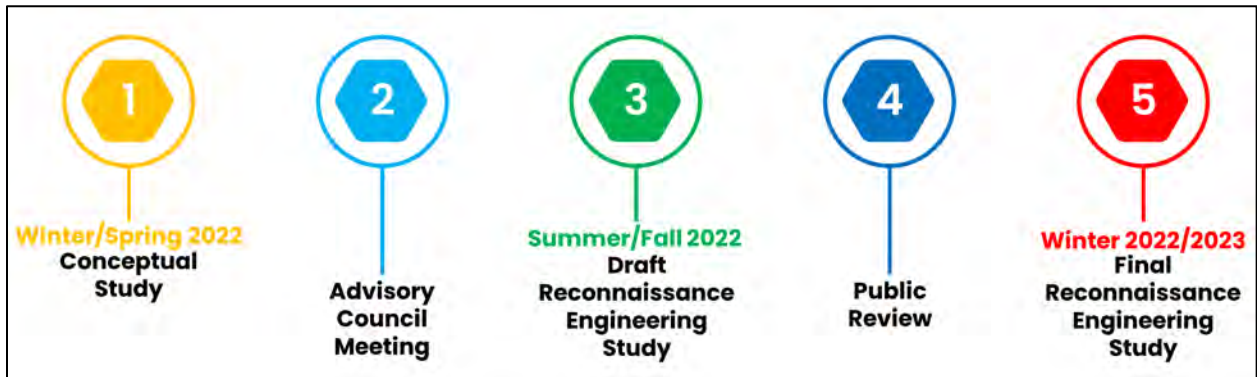 1
Winter/Spring 2022
Conceptual
Study
2
Advisory
Council
Meeting
3
Summer/Fall 2022
Draft
Reconnaissance
Engineering
Study
4
Public
Review
5
Winter 2022/2023
Final
Reconnaissance
Engineering
Study